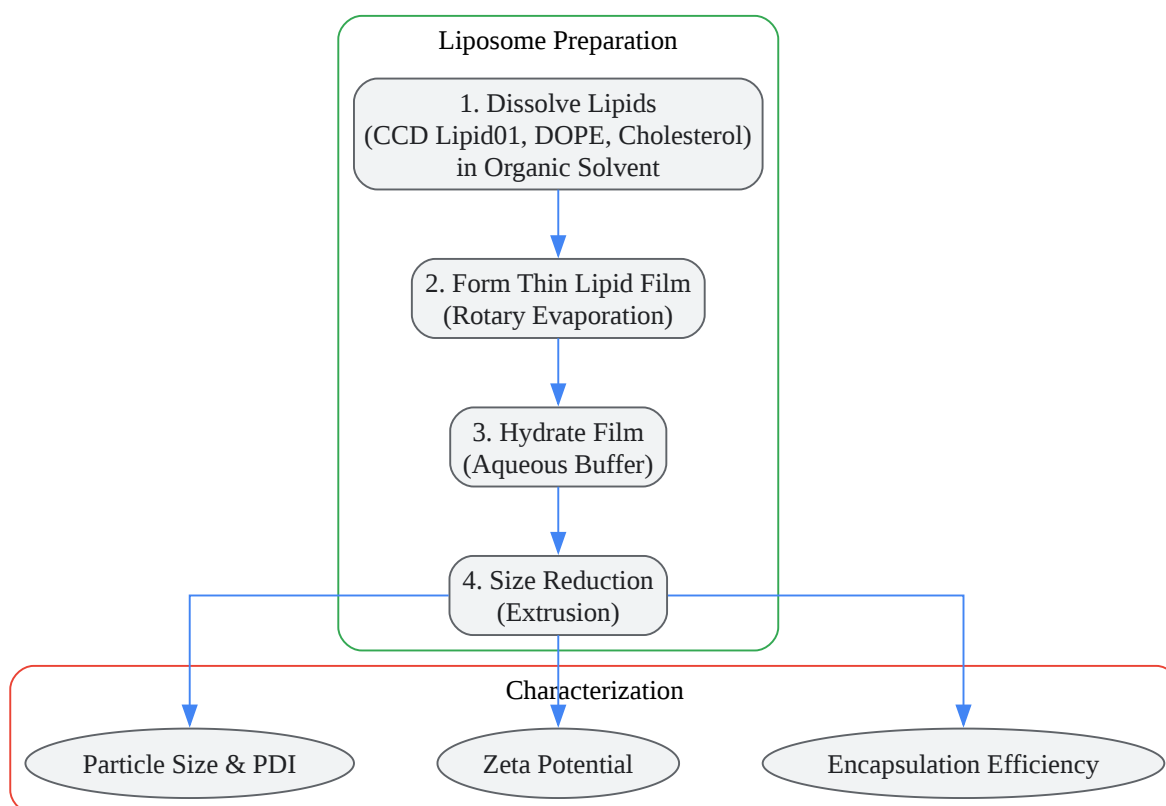 Liposome Preparation
1. Dissolve Lipids
(CCD Lipid01, DOPE, Cholesterol)
in Organic Solvent
2. Form Thin Lipid Film
(Rotary Evaporation)
3. Hydrate Film
(Aqueous Buffer)
4. Size Reduction
(Extrusion)
Characterization
Particle Size & PDI
Zeta Potential
Encapsulation Efficiency